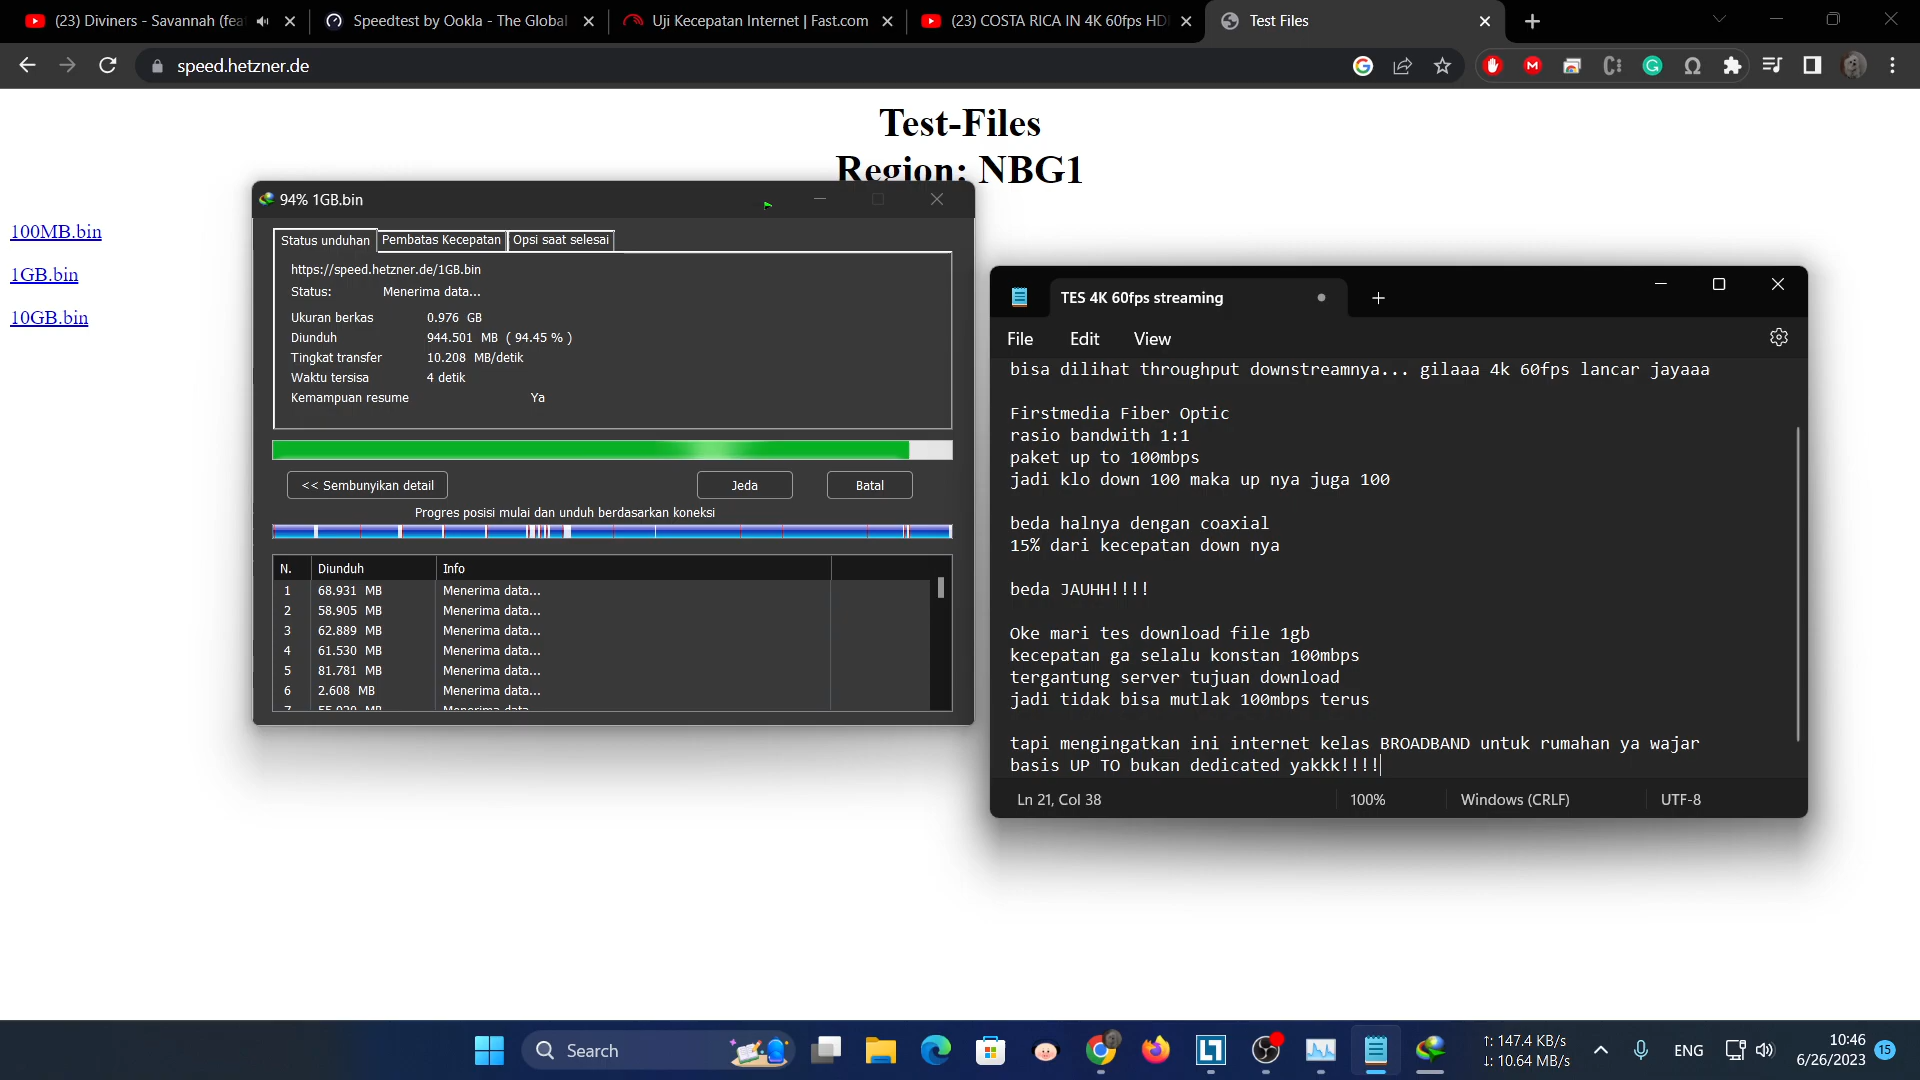 (23) Diviners - Savannah (fea
Speedtest by Ookla - The Global
Uji Kecepatan Internet | Fast.com
(23) COSTA RICA IN 4K 60fps HD
Test Files
speed.hetzner.de
Test-Files
Region: NBG1
100MB.bin
1GB.bin
10GB.bin
94% 1GB.bin
Status unduhan
Pembatas Kecepatan
Opsi saat selesai
https://speed.hetzner.de/1GB.bin
Status: Menerima data...
Ukuran berkas 0.976 GB
Diunduh 944.501 MB ( 94.45 % )
Tingkat transfer 10.208 MB/detik
Waktu tersisa 4 detik
Kemampuan resume Ya
<< Sembunyikan detail
Jeda
Batal
Progres posisi mulai dan unduh berdasarkan koneksi
N. Diunduh Info
1 68.931 MB Menerima data...
2 58.905 MB Menerima data...
3 62.889 MB Menerima data...
4 61.530 MB Menerima data...
5 81.781 MB Menerima data...
6 2.608 MB Menerima data...
TES 4K 60fps streaming
File Edit View
bisa dilihat throughput downstreamnya... gilaaa 4k 60fps lancar jayaaa
Firstmedia Fiber Optic
rasio bandwith 1:1
paket up to 100mbps
jadi klo down 100 maka up nya juga 100
beda halnya dengan coaxial
15% dari kecepatan down nya
beda JAUHH!!!!
Oke mari tes download file 1gb
kecepatan ga selalu konstan 100mbps
tergantung server tujuan download
jadi tidak bisa mutlak 100mbps terus
tapi mengingatkan ini internet kelas BROADBAND untuk rumahan ya wajar
basis UP TO bukan dedicated yakkk!!!!
Ln 21, Col 38
100%
Windows (CRLF)
UTF-8
Search
↑: 147.4 KB/s
↓: 10.64 MB/s
ENG
10:46
6/26/2023
15